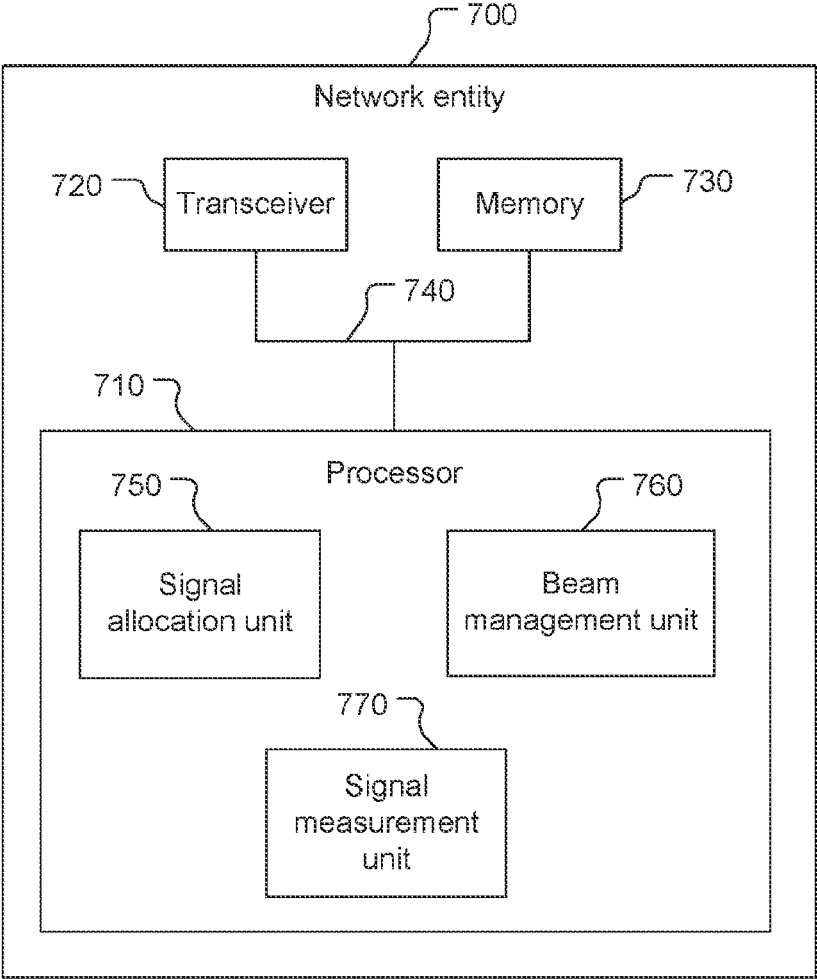 700
Network entity
720
Transceiver
Memory
730
740
710
Processor
750
760
Signal
allocation unit
Beam
management unit
770
Signal
measurement
unit